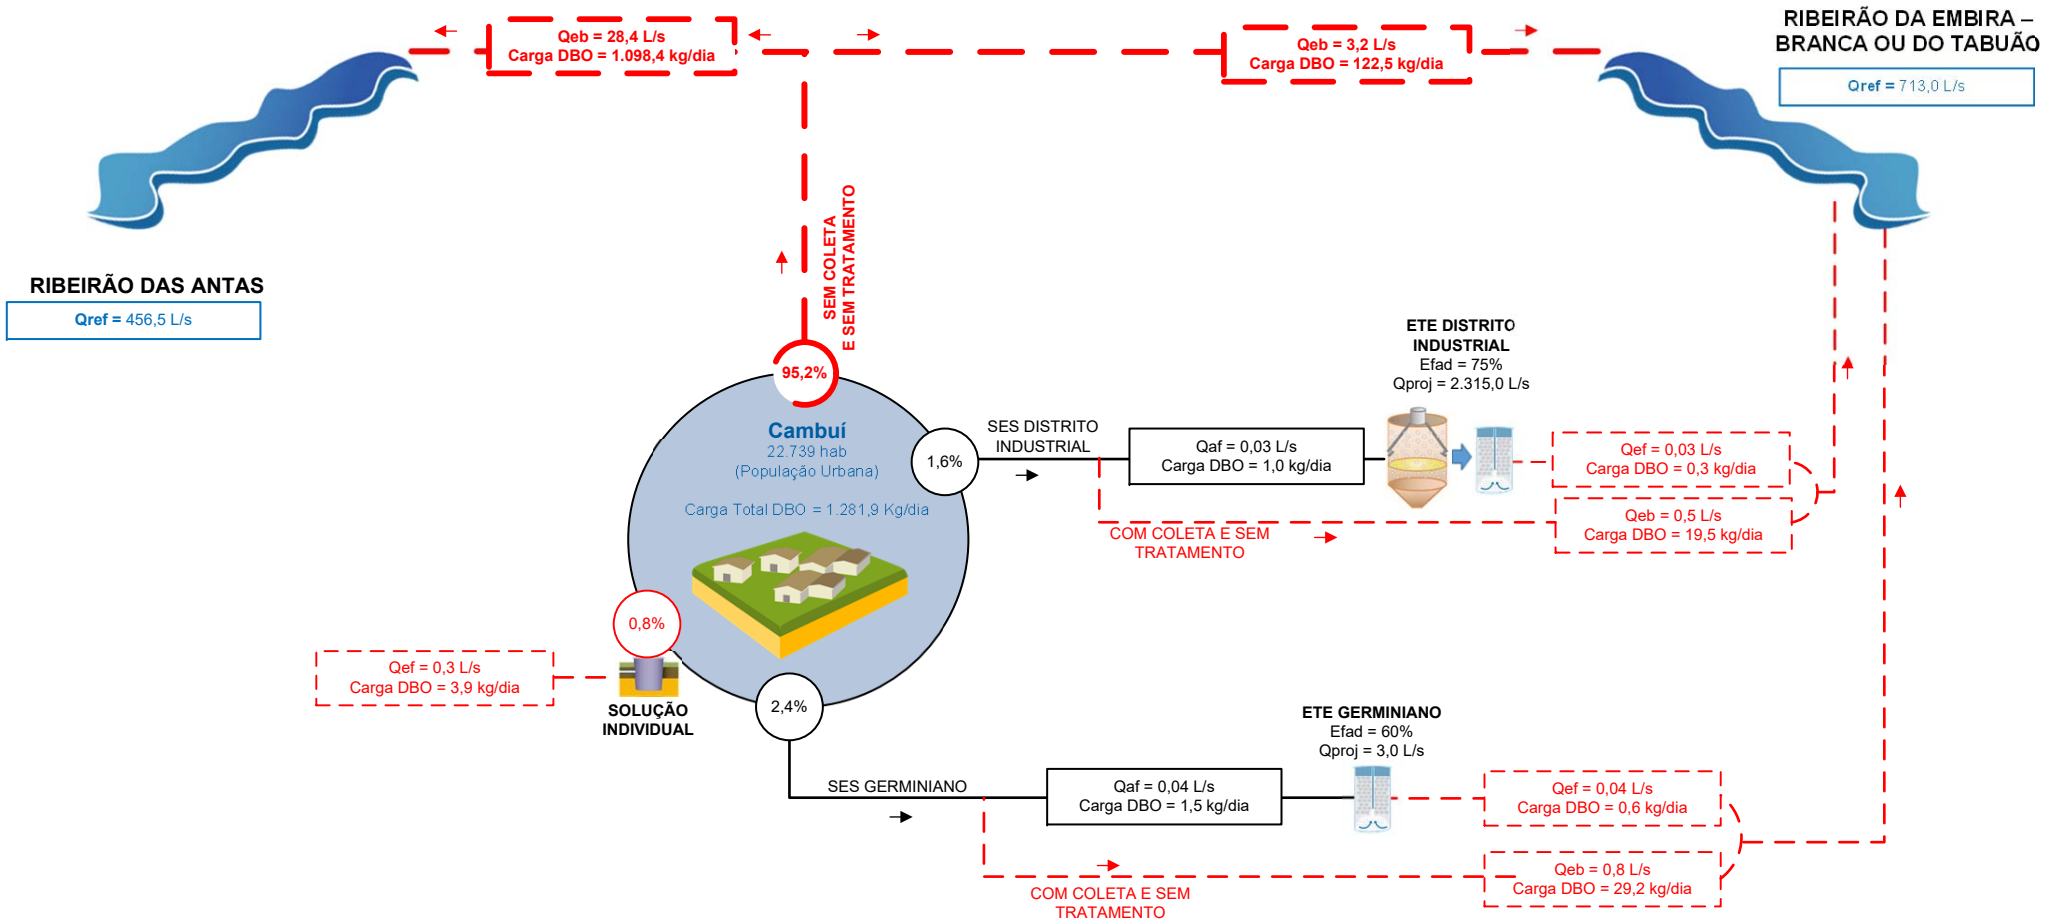 Qeb = 28,4 L/s
Carga DBO = 1.098,4 kg/dia
Qeb = 3,2 L/s
Carga DBO = 122,5 kg/dia
RIBEIRÃO DA EMBIRA –
BRANCA OU DO TABUÃO
Qref = 713,0 L/s
RIBEIRÃO DAS ANTAS
Qref = 456,5 L/s
SEM COLETA
E SEM TRATAMENTO
95,2%
Cambuí
22.739 hab
(População Urbana)
Carga Total DBO = 1.281,9 Kg/dia
1,6%
SES DISTRITO
INDUSTRIAL
Qaf = 0,03 L/s
Carga DBO = 1,0 kg/dia
ETE DISTRITO
INDUSTRIAL
Efad = 75%
Qproj = 2.315,0 L/s
Qef = 0,03 L/s
Carga DBO = 0,3 kg/dia
Qeb = 0,5 L/s
Carga DBO = 19,5 kg/dia
COM COLETA E SEM
TRATAMENTO
0,8%
Qef = 0,3 L/s
Carga DBO = 3,9 kg/dia
SOLUÇÃO
INDIVIDUAL
2,4%
SES GERMINIANO
Qaf = 0,04 L/s
Carga DBO = 1,5 kg/dia
ETE GERMINIANO
Efad = 60%
Qproj = 3,0 L/s
Qef = 0,04 L/s
Carga DBO = 0,6 kg/dia
Qeb = 0,8 L/s
Carga DBO = 29,2 kg/dia
COM COLETA E SEM
TRATAMENTO